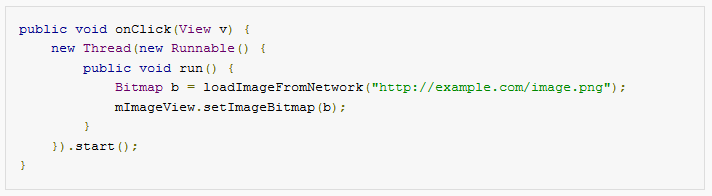 public void onClick(View v) {
    new Thread(new Runnable() {
        public void run() {
            Bitmap b = loadImageFromNetwork("http://example.com/image.png");
            mImageView.setImageBitmap(b);
        }
    }).start();
}